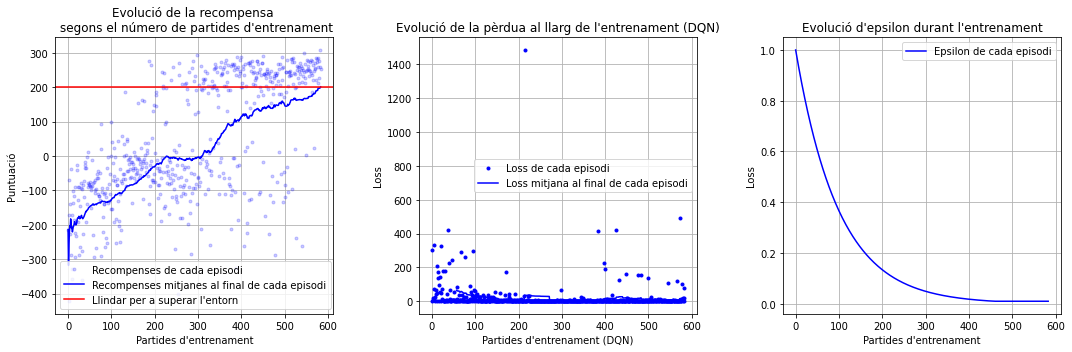 Evolució de la recompensa
segons el número de partides d'entrenament
300
200
100
0
−100
−200
−300
−400
Puntuació
Recompenses de cada episodi
Recompenses mitjanes al final de cada episodi
Llindar per a superar l'entorn
0 100 200 300 400 500 600
Partides d'entrenament
Evolució de la pèrdua al llarg de l'entrenament (DQN)
1400
1200
1000
800
600
400
200
0
Loss
Loss de cada episodi
Loss mitjana al final de cada episodi
0 100 200 300 400 500 600
Partides d'entrenament (DQN)
Evolució d'epsilon durant l'entrenament
1.0
0.8
0.6
0.4
0.2
0.0
Loss
Epsilon de cada episodi
0 100 200 300 400 500 600
Partides d'entrenament